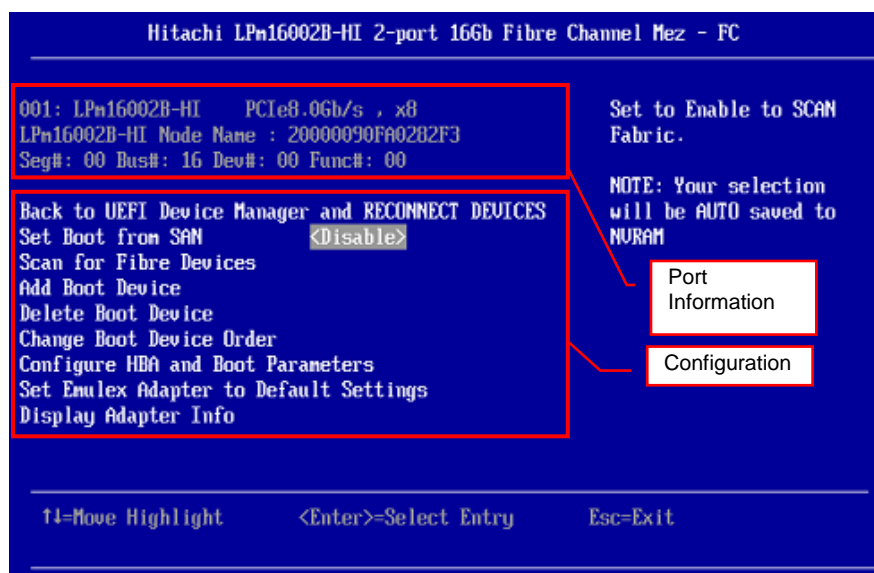 Hitachi LPm16002B-HI 2-port 16Gb Fibre Channel Mez - FC
001: LPm16002B-HI PCIe8.0Gb/s , x8
LPm16002B-HI Node Name : 20000090FA0282F3
Seg#: 00 Bus#: 16 Dev#: 00 Func#: 00
Back to UEFI Device Manager and RECONNECT DEVICES
Set Boot from SAN <Disable>
Scan for Fibre Devices
Add Boot Device
Delete Boot Device
Change Boot Device Order
Configure HBA and Boot Parameters
Set Emulex Adapter to Default Settings
Display Adapter Info
Set to Enable to SCAN
Fabric.
NOTE: Your selection
will be AUTO saved to
NVRAM
Port
Information
Configuration
↑↓=Move Highlight <Enter>=Select Entry Esc=Exit